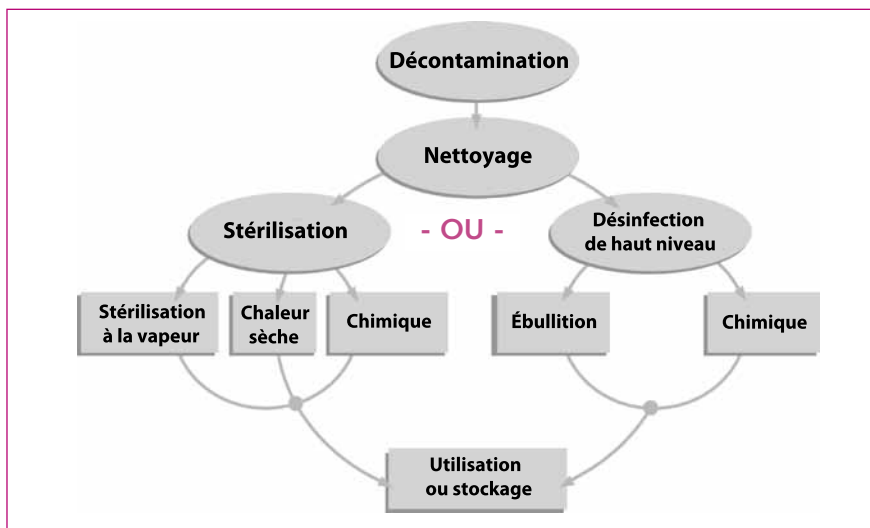 Décontamination
Nettoyage
Stérilisation
- OU -
Désinfection
de haut niveau
Stérilisation
à la vapeur
Chaleur
sèche
Chimique
Ébullition
Chimique
Utilisation
ou stockage